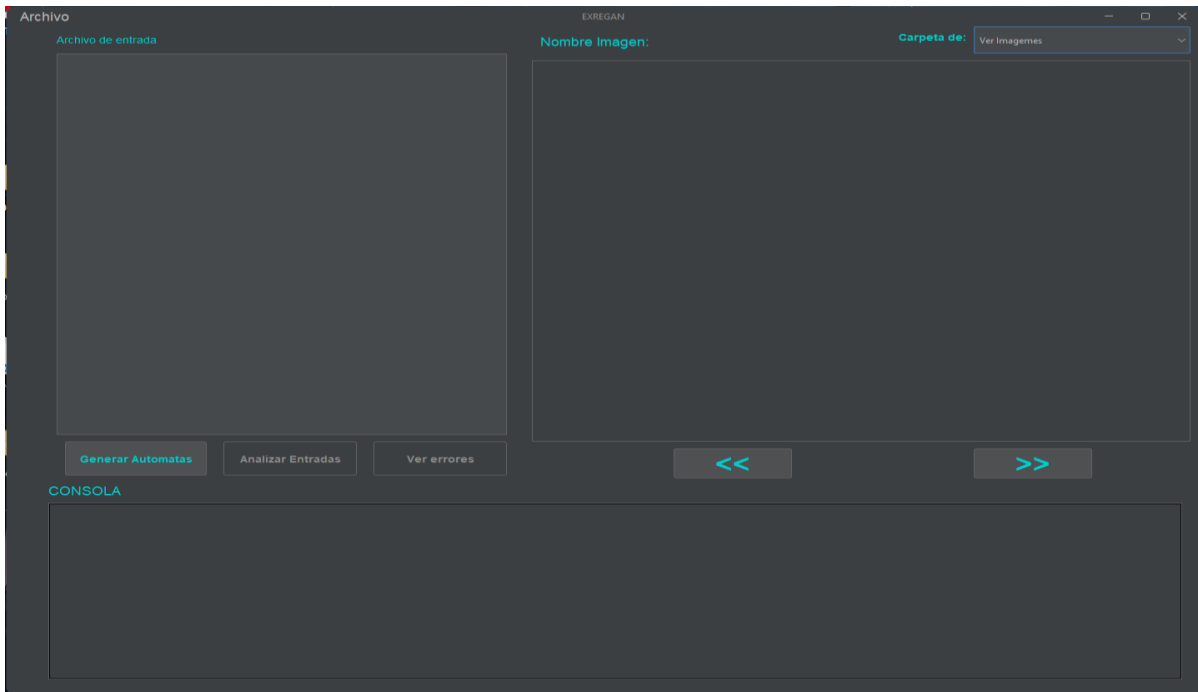 Archivo
EXREGAN
Archivo de entrada
Nombre Imagen:
Carpeta de:
Ver Imagemes
Generar Automatas
Analizar Entradas
Ver errores
<<
>>
CONSOLA